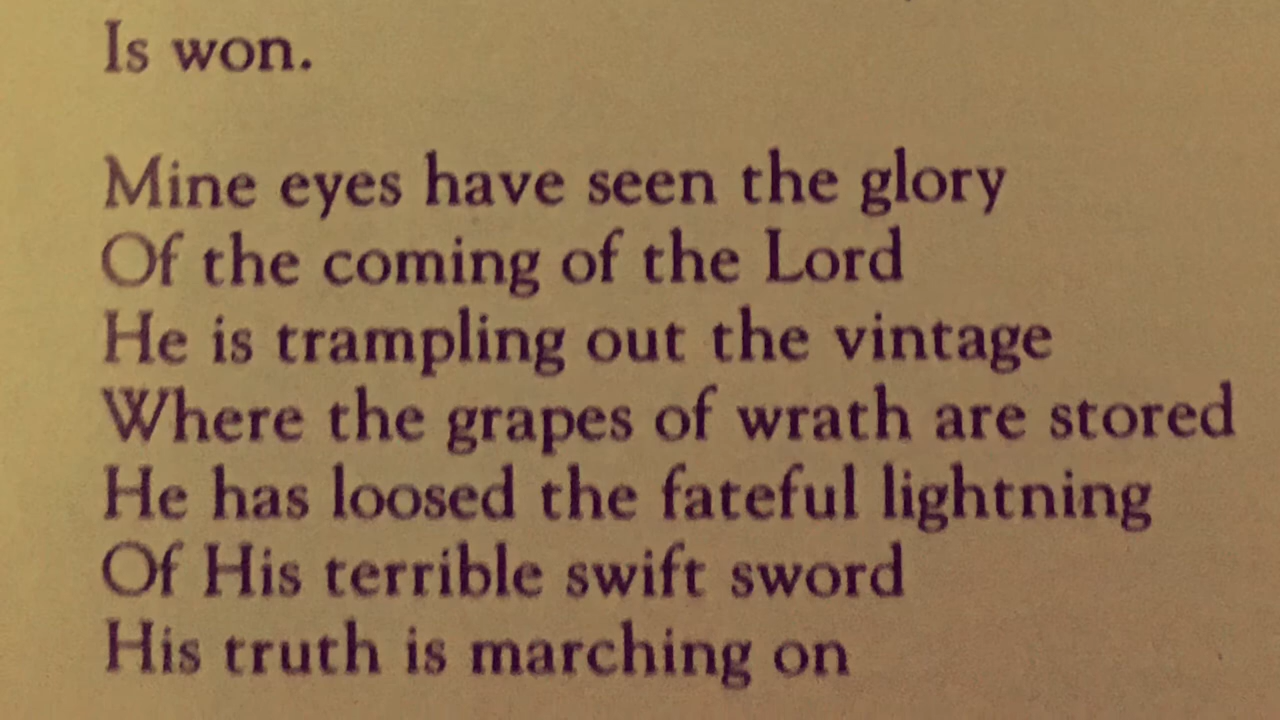 Is won.
Mine eyes have seen the glory
Of the coming of the Lord
He is trampling out the vintage
Where the grapes of wrath are stored
He has loosed the fateful lightning
Of His terrible swift sword
His truth is marching on